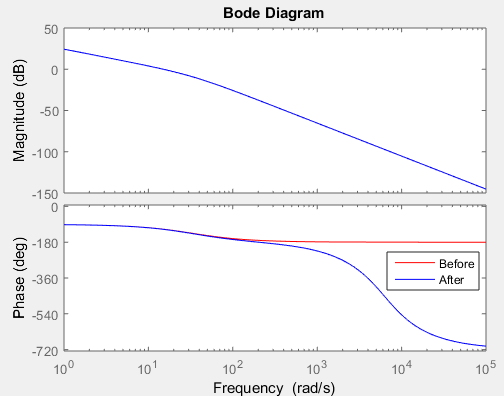 Bode Diagram
50
0
-50
-100
-150
Magnitude (dB)
0
-180
-360
-540
-720
Phase (deg)
Before
After
10^0 10^1 10^2 10^3 10^4 10^5
Frequency (rad/s)